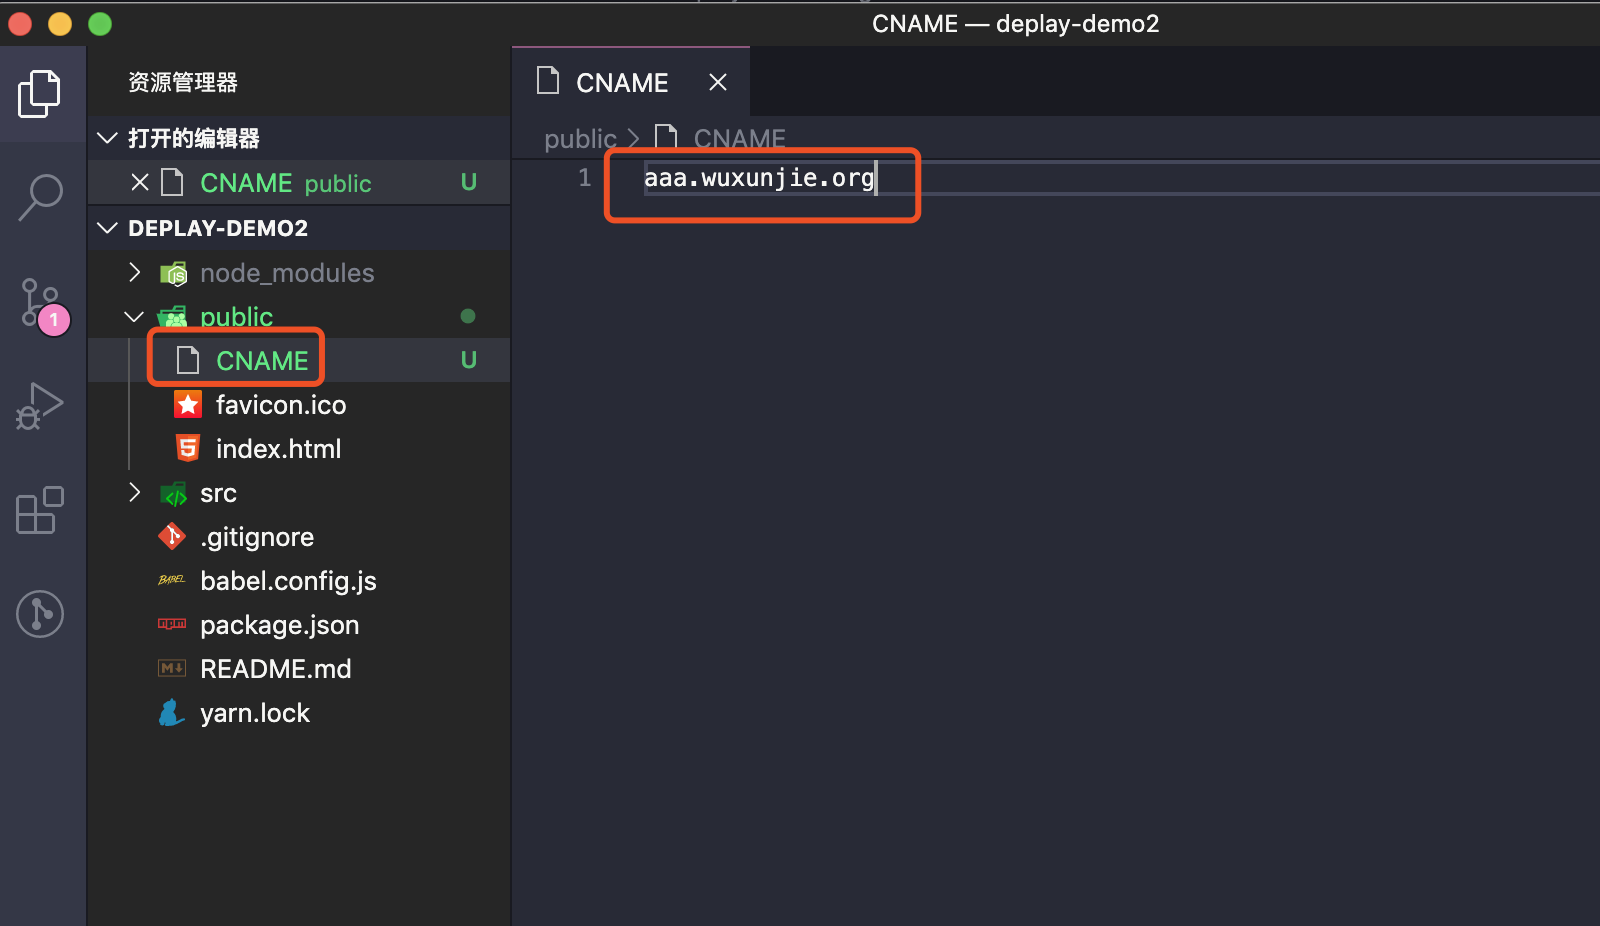 CNAME — deplay-demo2
资源管理器
打开的编辑器
CNAME public U
DEPLAY-DEMO2
node_modules
public
CNAME U
favicon.ico
index.html
src
.gitignore
babel.config.js
package.json
README.md
yarn.lock
1
CNAME
public > CNAME
1 aaa.wuxunjie.org